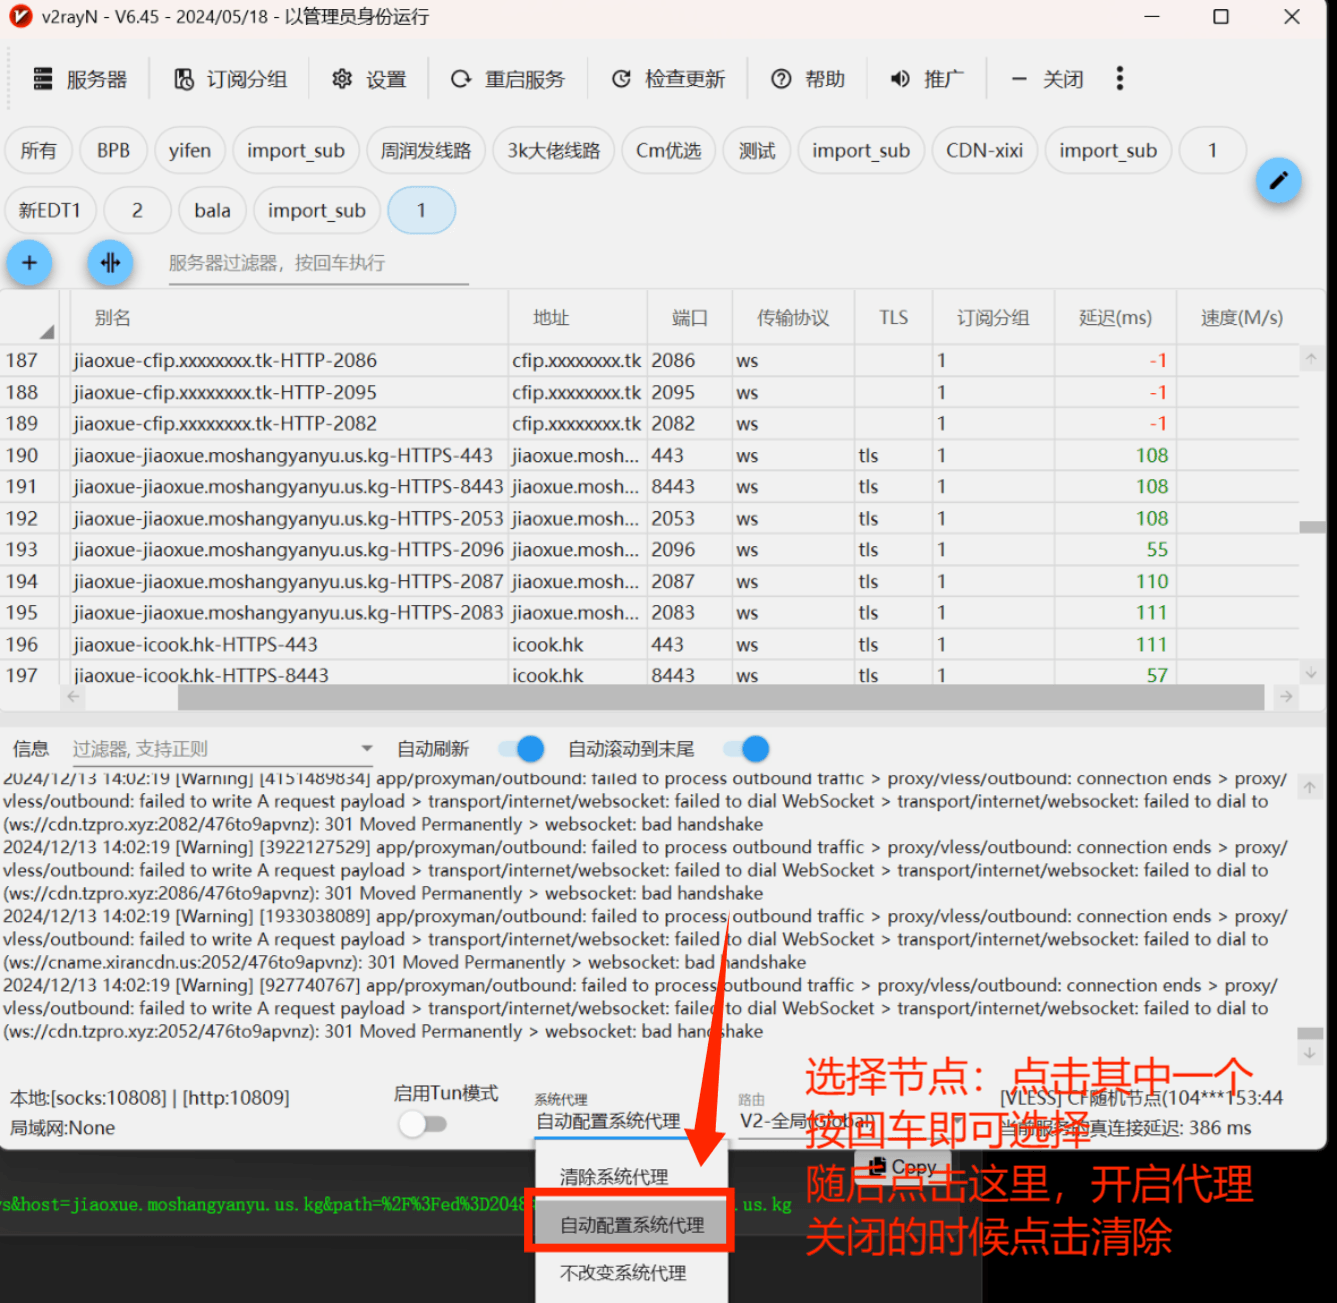 v2rayN - V6.45 - 2024/05/18 - 以管理员身份运行
服务器 订阅分组 设置 重启服务 检查更新 帮助 推广 关闭
所有 BPB yifen import_sub 周润发线路 3k大佬线路 Cm优选 测试 import_sub CDN-xixi import_sub 1
新EDT1 2 bala import_sub 1
服务器过滤器，按回车执行
别名 地址 端口 传输协议 TLS 订阅分组 延迟(ms) 速度(M/s)
187 jiaoxue-cfip.xxxxxxxx.tk-HTTP-2086 cfip.xxxxxxxx.tk 2086 ws 1 -1
188 jiaoxue-cfip.xxxxxxxx.tk-HTTP-2095 cfip.xxxxxxxx.tk 2095 ws 1 -1
189 jiaoxue-cfip.xxxxxxxx.tk-HTTP-2082 cfip.xxxxxxxx.tk 2082 ws 1 -1
190 jiaoxue-jiaoxue.moshangyanyu.us.kg-HTTPS-443 jiaoxue.mosh... 443 ws tls 1 108
191 jiaoxue-jiaoxue.moshangyanyu.us.kg-HTTPS-8443 jiaoxue.mosh... 8443 ws tls 1 108
192 jiaoxue-jiaoxue.moshangyanyu.us.kg-HTTPS-2053 jiaoxue.mosh... 2053 ws tls 1 108
193 jiaoxue-jiaoxue.moshangyanyu.us.kg-HTTPS-2096 jiaoxue.mosh... 2096 ws tls 1 55
194 jiaoxue-jiaoxue.moshangyanyu.us.kg-HTTPS-2087 jiaoxue.mosh... 2087 ws tls 1 110
195 jiaoxue-jiaoxue.moshangyanyu.us.kg-HTTPS-2083 jiaoxue.mosh... 2083 ws tls 1 111
196 jiaoxue-icook.hk-HTTPS-443 icook.hk 443 ws tls 1 111
197 jiaoxue-icook.hk-HTTPS-8443 icook.hk 8443 ws tls 1 57
信息 过滤器, 支持正则 自动刷新 自动滚动到末尾
2024/12/13 14:02:19 [Warning] [4151489834] app/proxyman/outbound: failed to process outbound traffic > proxy/vless/outbound: connection ends > proxy/
vless/outbound: failed to write A request payload > transport/internet/websocket: failed to dial WebSocket > transport/internet/websocket: failed to dial to
(ws://cdn.tzpro.xyz:2082/476to9apvnz): 301 Moved Permanently > websocket: bad handshake
2024/12/13 14:02:19 [Warning] [3922127529] app/proxyman/outbound: failed to process outbound traffic > proxy/vless/outbound: connection ends > proxy/
vless/outbound: failed to write A request payload > transport/internet/websocket: failed to dial WebSocket > transport/internet/websocket: failed to dial to
(ws://cdn.tzpro.xyz:2086/476to9apvnz): 301 Moved Permanently > websocket: bad handshake
2024/12/13 14:02:19 [Warning] [1933038089] app/proxyman/outbound: failed to process outbound traffic > proxy/vless/outbound: connection ends > proxy/
vless/outbound: failed to write A request payload > transport/internet/websocket: failed to dial WebSocket > transport/internet/websocket: failed to dial to
(ws://cname.xirancdn.us:2052/476to9apvnz): 301 Moved Permanently > websocket: bad handshake
2024/12/13 14:02:19 [Warning] [927740767] app/proxyman/outbound: failed to process outbound traffic > proxy/vless/outbound: connection ends > proxy/
vless/outbound: failed to write A request payload > transport/internet/websocket: failed to dial WebSocket > transport/internet/websocket: failed to dial to
(ws://cdn.tzpro.xyz:2052/476to9apvnz): 301 Moved Permanently > websocket: bad handshake
本地:[socks:10808] | [http:10809]
局域网:None
启用Tun模式
系统代理
自动配置系统代理
路由
V2-全局(Global)
[VLESS] CF随机节点(104***153:44
当前服务的真连接延迟: 386 ms
选择节点：点击其中一个
按回车即可选择
随后点击这里，开启代理
关闭的时候点击清除
Copy
清除系统代理
自动配置系统代理
不改变系统代理
s&host=jiaoxue.moshangyanyu.us.kg&path=%2F%3Fed%3D204 .us.kg